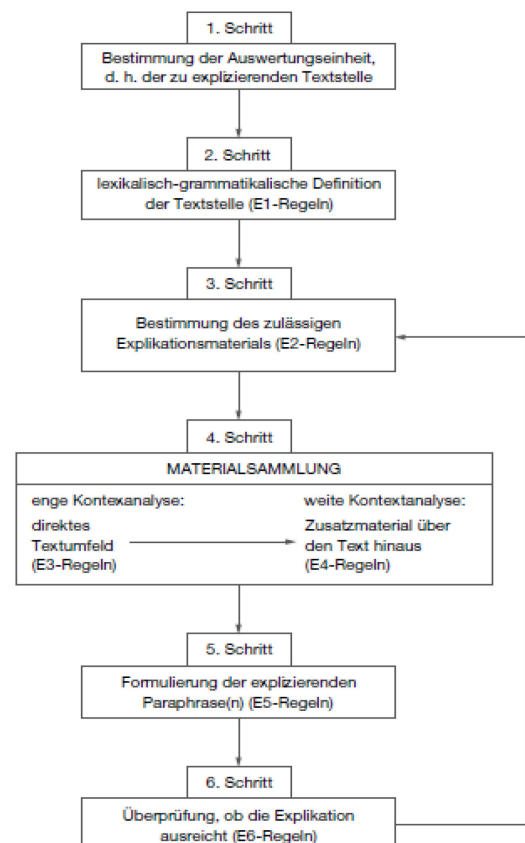 1. Schritt
Bestimmung der Auswertungseinheit,
d. h. der zu explizierenden Textstelle
2. Schritt
lexikalisch-grammatikalische Definition
der Textstelle (E1-Regeln)
3. Schritt
Bestimmung des zulässigen
Explikationsmaterials (E2-Regeln)
4. Schritt
MATERIALSAMMLUNG
enge Kontexanalyse:
direktes
Textumfeld
(E3-Regeln)
weite Kontextanalyse:
Zusatzmaterial über
den Text hinaus
(E4-Regeln)
5. Schritt
Formulierung der explizierenden
Paraphrase(n) (E5-Regeln)
6. Schritt
Überprüfung, ob die Explikation
ausreicht (E6-Regeln)